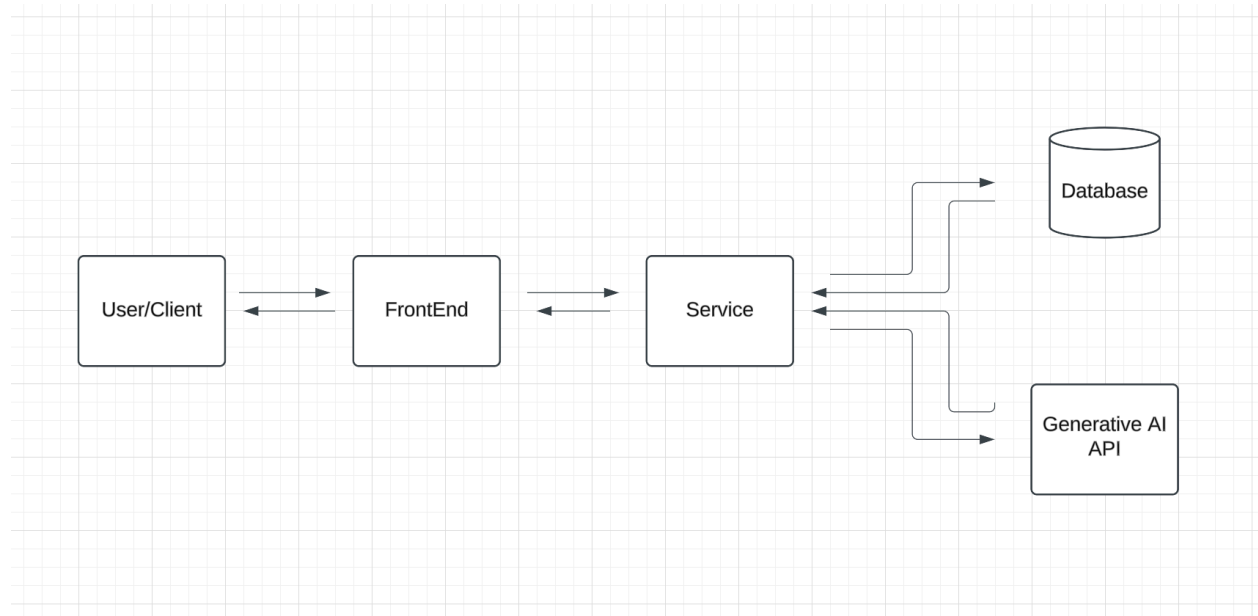 User/Client
FrontEnd
Service
Database
Generative AI
API